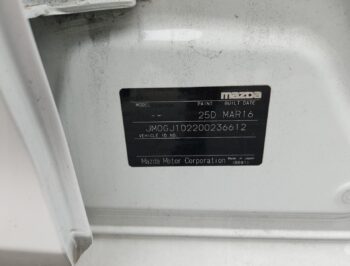 mazda
MODEL PAINT BUILT DATE
-- 25D MAR16
JM0GJ102200236612
VEHICLE ID NO.
Mazda Motor Corporation Made in Japan